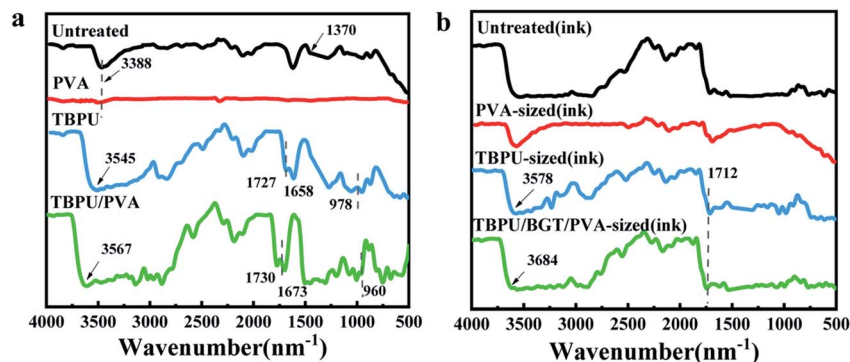 a
Untreated
1370
3388
PVA
TBPU
3545
1727
1658
978
TBPU/PVA
3567
1730
1673
960
4000 3500 3000 2500 2000 1500 1000 500
Wavenumber(nm⁻¹)
b
Untreated(ink)
PVA-sized(ink)
TBPU-sized(ink)
1712
3578
TBPU/BGT/PVA-sized(ink)
3684
4000 3500 3000 2500 2000 1500 1000 500
Wavenumber(nm⁻¹)